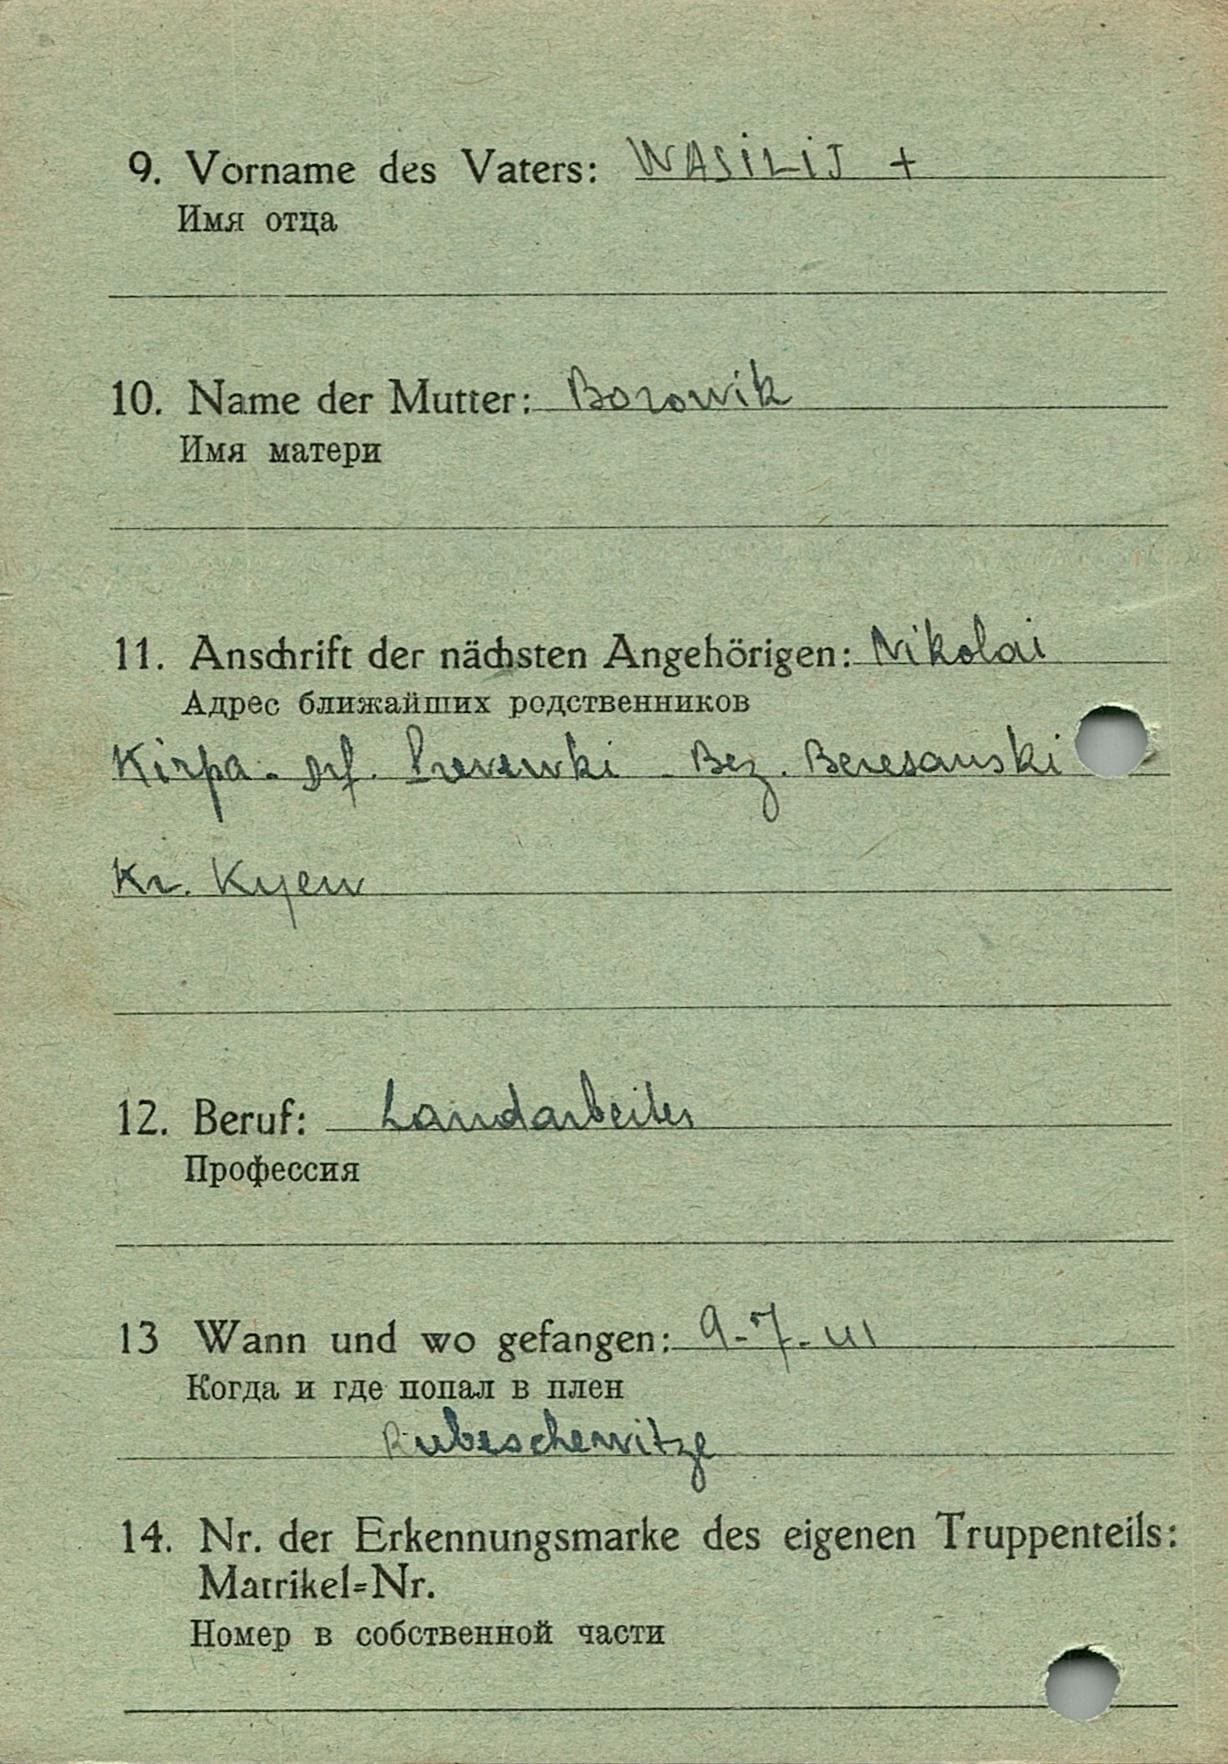 9. Vorname des Vaters: WASILIJ +
Имя отца
10. Name der Mutter: Borowik
Имя матери
11. Anschrift der nächsten Angehörigen: Nikolai
Адрес ближайших родственников
Kirpa - Df. - Bez. Beresanski
Kr. Kyew
12. Beruf: Landarbeiter
Профессия
13 Wann und wo gefangen: 9-7-41
Когда и где попал в плен
Rubeschewitze
14. Nr. der Erkennungsmarke des eigenen Truppenteils:
Matrikel=Nr.
Номер в собственной части